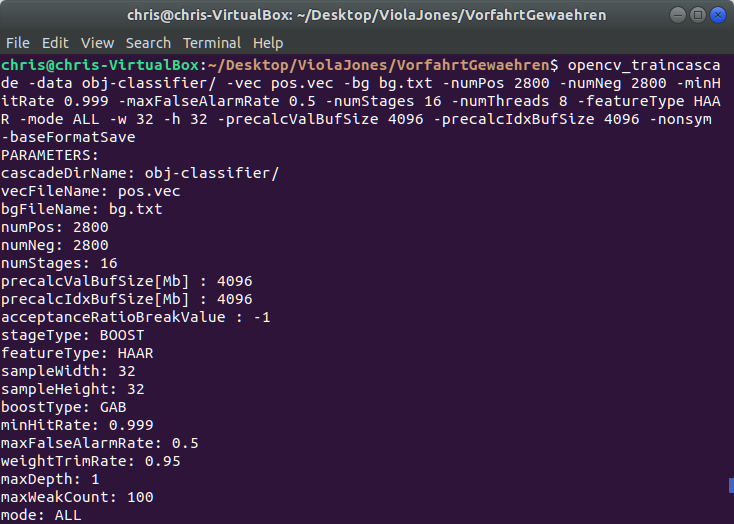 chris@chris-VirtualBox: ~/Desktop/ViolaJones/VorfahrtGewaehren
File Edit View Search Terminal Help
chris@chris-VirtualBox:~/Desktop/ViolaJones/VorfahrtGewaehren$ opencv_traincasca
de -data obj-classifier/ -vec pos.vec -bg bg.txt -numPos 2800 -numNeg 2800 -minH
itRate 0.999 -maxFalseAlarmRate 0.5 -numStages 16 -numThreads 8 -featureType HAA
R -mode ALL -w 32 -h 32 -precalcValBufSize 4096 -precalcIdxBufSize 4096 -nonsym
-baseFormatSave
PARAMETERS:
cascadeDirName: obj-classifier/
vecFileName: pos.vec
bgFileName: bg.txt
numPos: 2800
numNeg: 2800
numStages: 16
precalcValBufSize[Mb] : 4096
precalcIdxBufSize[Mb] : 4096
acceptanceRatioBreakValue : -1
stageType: BOOST
featureType: HAAR
sampleWidth: 32
sampleHeight: 32
boostType: GAB
minHitRate: 0.999
maxFalseAlarmRate: 0.5
weightTrimRate: 0.95
maxDepth: 1
maxWeakCount: 100
mode: ALL